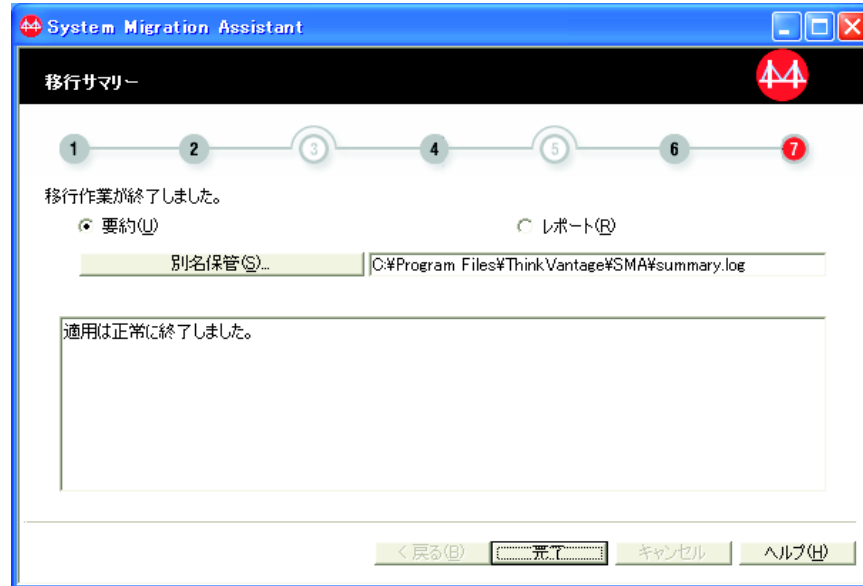 System Migration Assistant
移行サマリー
1 2 3 4 5 6 7
移行作業が終了しました。
要約(U) レポート(R)
別名保管(S)... C:¥Program Files¥ThinkVantage¥SMA¥summary.log
適用は正常に終了しました。
< 戻る(B) 完了 キャンセル ヘルプ(H)